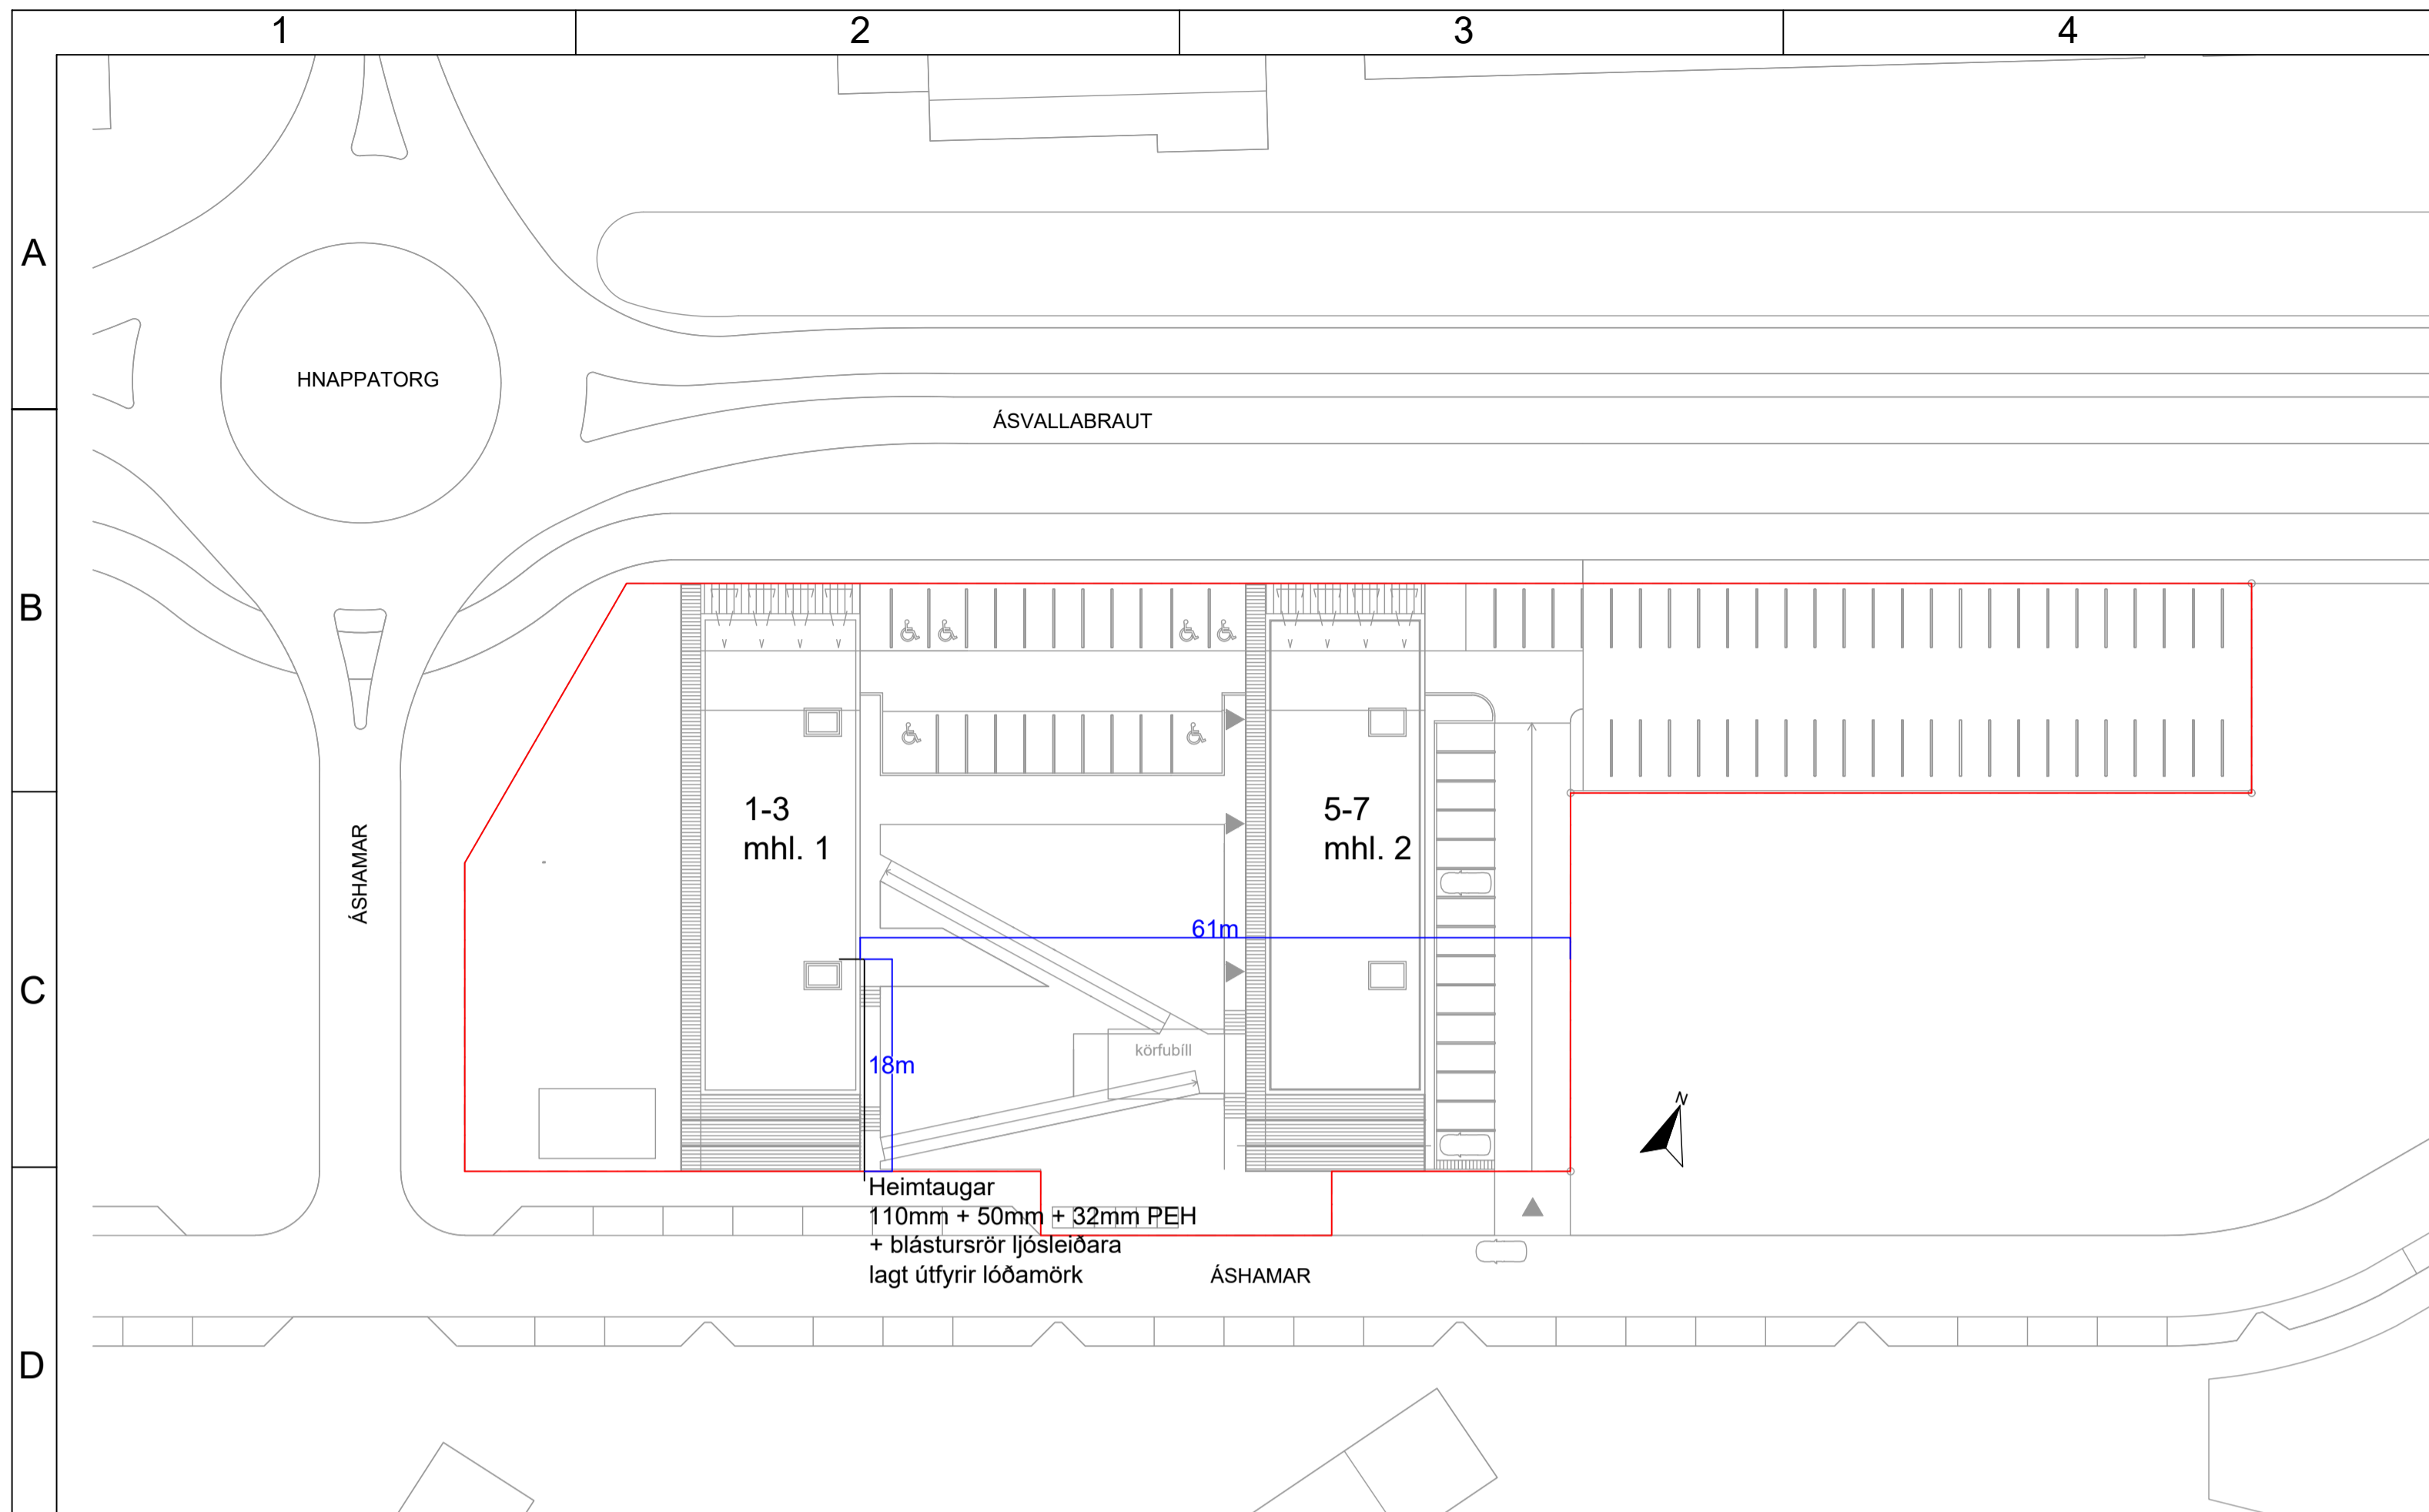 1
2
3
4
A
HNAPPATORG
ÁSVALLABRAUT
B
1-3
mhl. 1
5-7
mhl. 2
ÁSHAMAR
61m
C
körfubíll
18m
N
Heimtaugar
110mm + 50mm + 32mm PEH
+ blástursrör ljósleiðara
lagt útfyrir lóðamörk
ÁSHAMAR
D